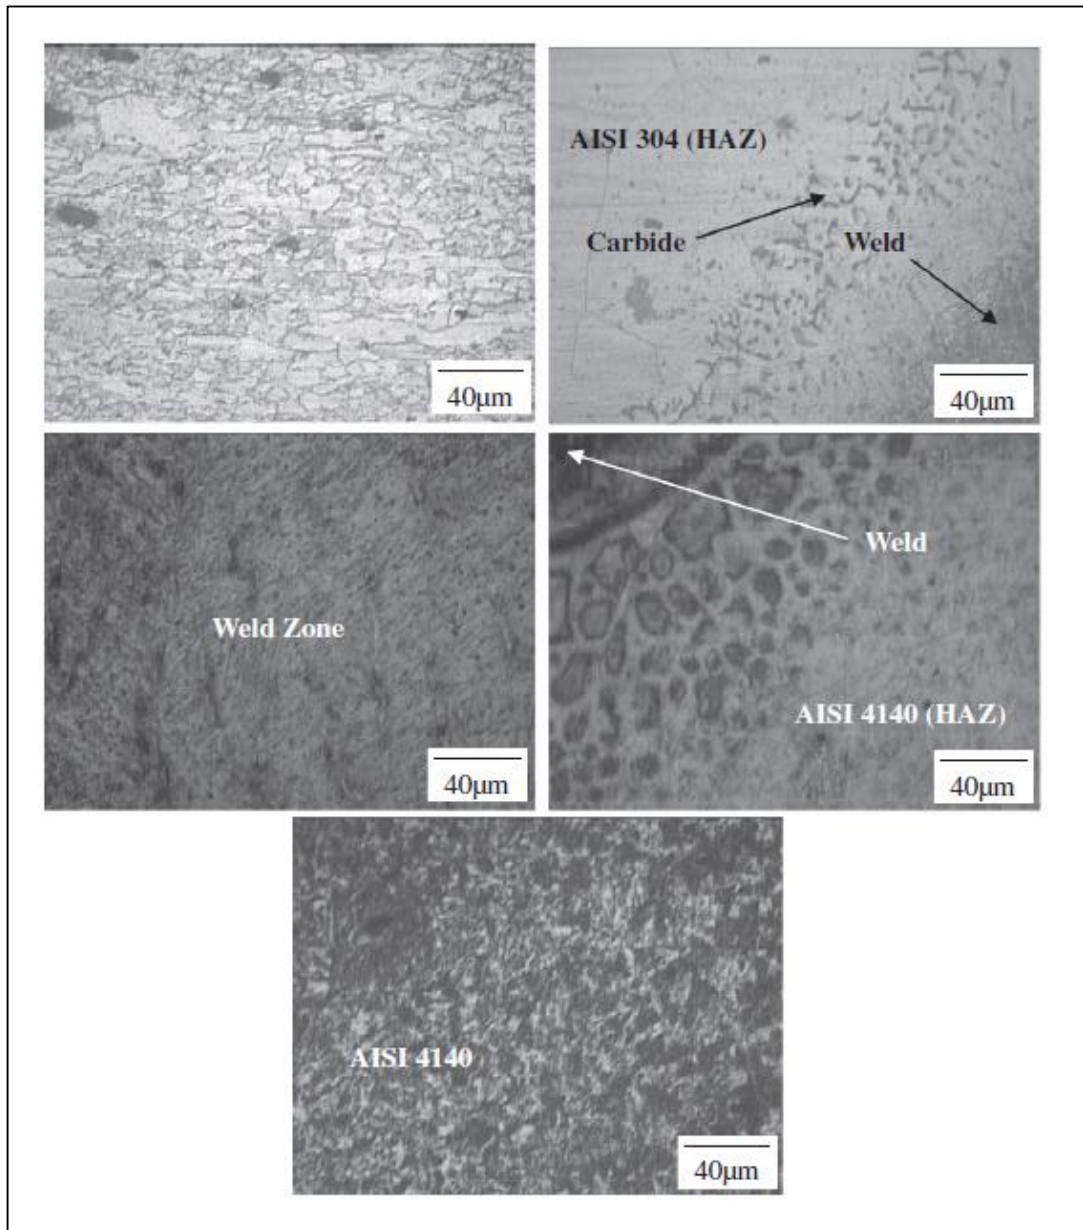 40μm
AISI 304 (HAZ)
Carbide
Weld
40μm
Weld Zone
40μm
Weld
AISI 4140 (HAZ)
40μm
AISI 4140
40μm